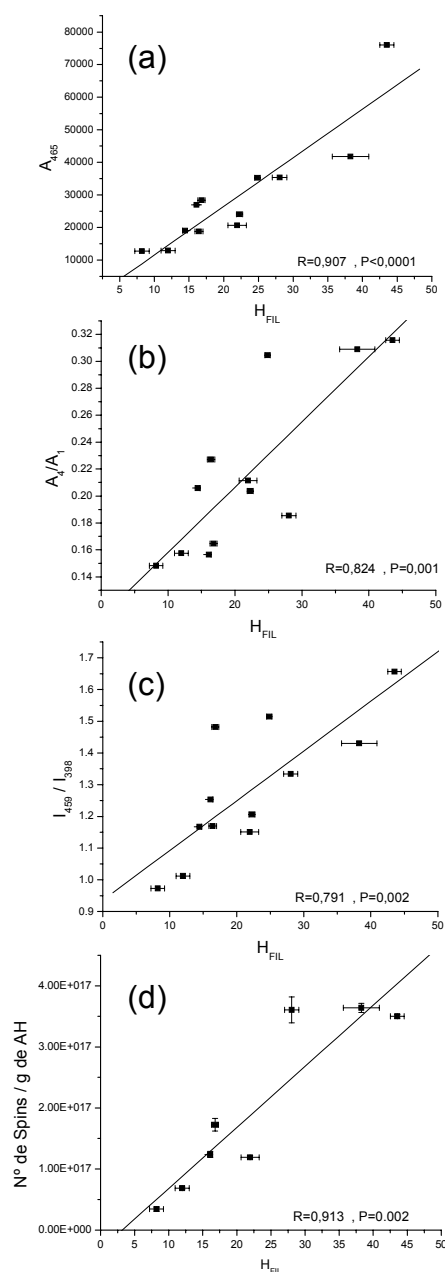 (a)
A465
80000
70000
60000
50000
40000
30000
20000
10000
R=0,907 , P<0,0001
5 10 15 20 25 30 35 40 45 50
HFIL
(b)
A4/A1
0.32
0.30
0.28
0.26
0.24
0.22
0.20
0.18
0.16
0.14
R=0,824 , P=0,001
0 10 20 30 40 50
HFIL
(c)
I459 / I398
1.7
1.6
1.5
1.4
1.3
1.2
1.1
1.0
0.9
R=0,791 , P=0,002
0 10 20 30 40 50
HFIL
(d)
Nº de Spins / g de AH
4.00E+017
3.00E+017
2.00E+017
1.00E+017
0.00E+000
R=0,913 , P=0.002
0 5 10 15 20 25 30 35 40 45 50
HFIL